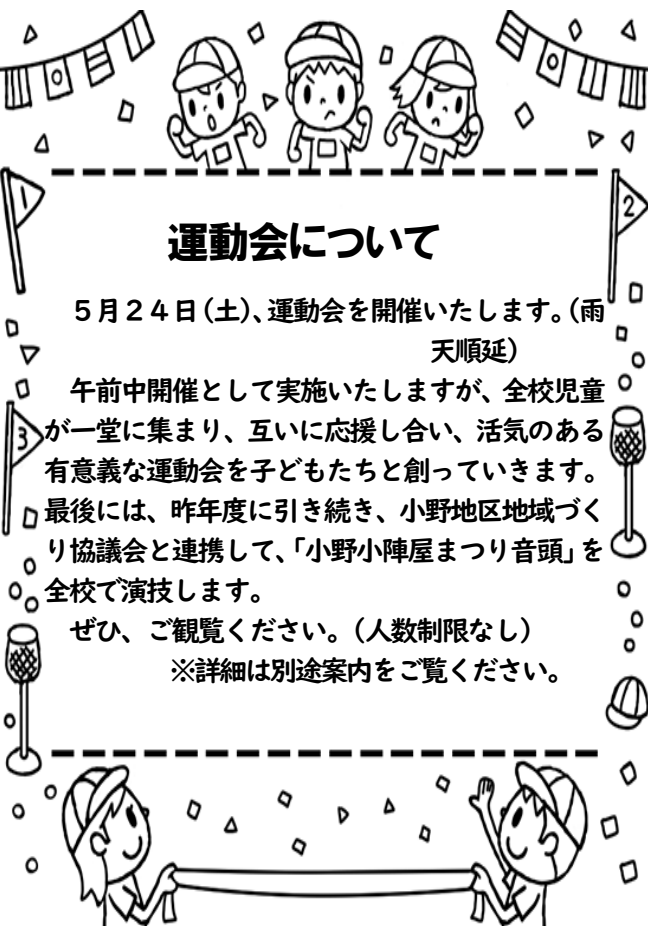 1
2
3
運動会について
５月２４日（土）、運動会を開催いたします。（雨
天順延）
午前中開催として実施いたしますが、全校児童
が一堂に集まり、互いに応援し合い、活気のある
有意義な運動会を子どもたちと創っていきます。
最後には、昨年度に引き続き、小野地区地域づく
り協議会と連携して、「小野小陣屋まつり音頭」を
全校で演技します。
ぜひ、ご観覧ください。（人数制限なし）
※詳細は別途案内をご覧ください。